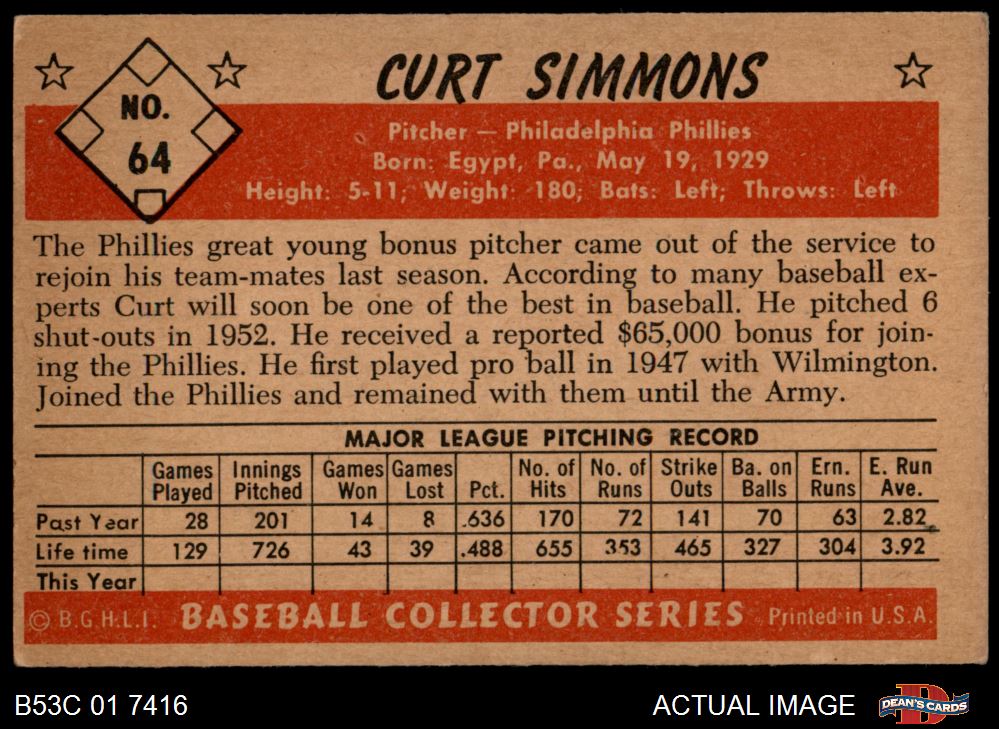 CURT SIMMONS
NO.
64
Pitcher — Philadelphia Phillies
Born: Egypt, Pa., May 19, 1929
Height: 5-11; Weight: 180; Bats: Left; Throws: Left
The Phillies great young bonus pitcher came out of the service to
rejoin his team-mates last season. According to many baseball ex-
perts Curt will soon be one of the best in baseball. He pitched 6
shut-outs in 1952. He received a reported $65,000 bonus for join-
ing the Phillies. He first played pro ball in 1947 with Wilmington.
Joined the Phillies and remained with them until the Army.
MAJOR LEAGUE PITCHING RECORD
Games Innings Games Games No. of No. of Strike Ba. on Ern. E. Run
Played Pitched Won Lost Pct. Hits Runs Outs Balls Runs Ave.
Past Year 28 201 14 8 .636 170 72 141 70 63 2.82
Life time 129 726 43 39 .488 655 353 465 327 304 3.92
This Year
© B.G.H.L.I. BASEBALL COLLECTOR SERIES Printed in U.S.A.
B53C 01 7416 ACTUAL IMAGE DEAN'S CARDS